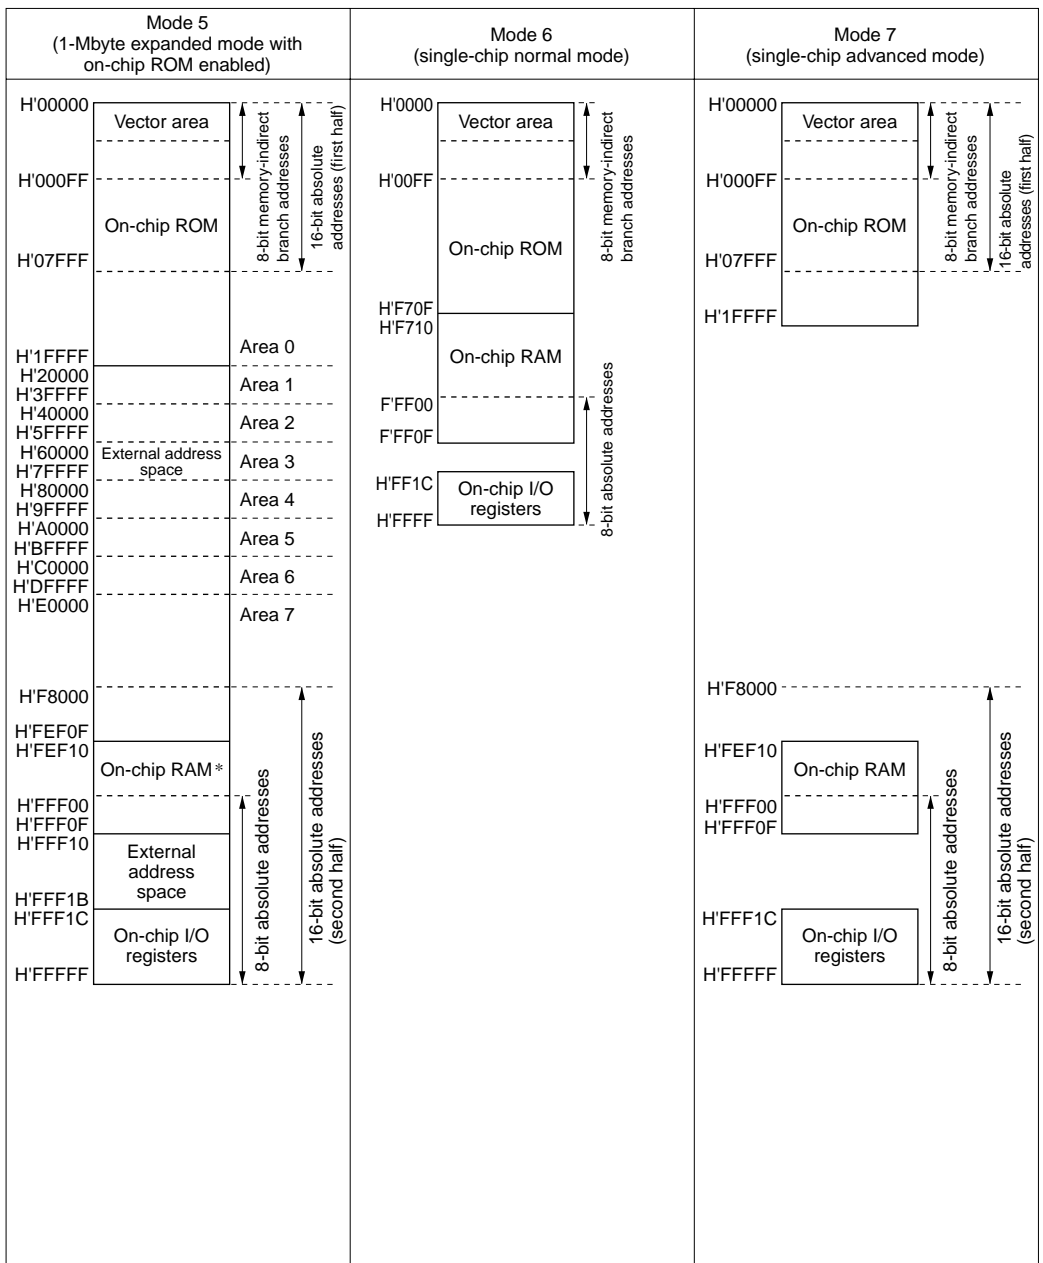 Mode 5
(1-Mbyte expanded mode with
on-chip ROM enabled)
H'00000
Vector area
H'000FF
On-chip ROM
H'07FFF
8-bit memory-indirect
branch addresses
16-bit absolute
addresses (first half)
H'1FFFF
Area 0
H'20000
H'3FFFF
Area 1
H'40000
H'5FFFF
Area 2
H'60000
H'7FFFF
External address
space
Area 3
H'80000
H'9FFFF
Area 4
H'A0000
H'BFFFF
Area 5
H'C0000
H'DFFFF
Area 6
H'E0000
Area 7
H'F8000
H'FEF0F
H'FEF10
On-chip RAM*
H'FFF00
H'FFF0F
H'FFF10
External
address
space
H'FFF1B
H'FFF1C
On-chip I/O
registers
H'FFFFF
8-bit absolute addresses
16-bit absolute addresses
(second half)
Mode 6
(single-chip normal mode)
H'0000
H'00FF
On-chip ROM
8-bit memory-indirect
branch addresses
H'F70F
H'F710
On-chip RAM
F'FF00
F'FF0F
H'FF1C
On-chip I/O
registers
H'FFFF
8-bit absolute addresses
Mode 7
(single-chip advanced mode)
H'00000
Vector area
H'000FF
On-chip ROM
H'07FFF
8-bit memory-indirect
branch addresses
16-bit absolute
addresses (first half)
H'1FFFF
H'F8000
H'FEF10
On-chip RAM
H'FFF00
H'FFF0F
H'FFF1C
On-chip I/O
registers
H'FFFFF
8-bit absolute addresses
16-bit absolute addresses
(second half)